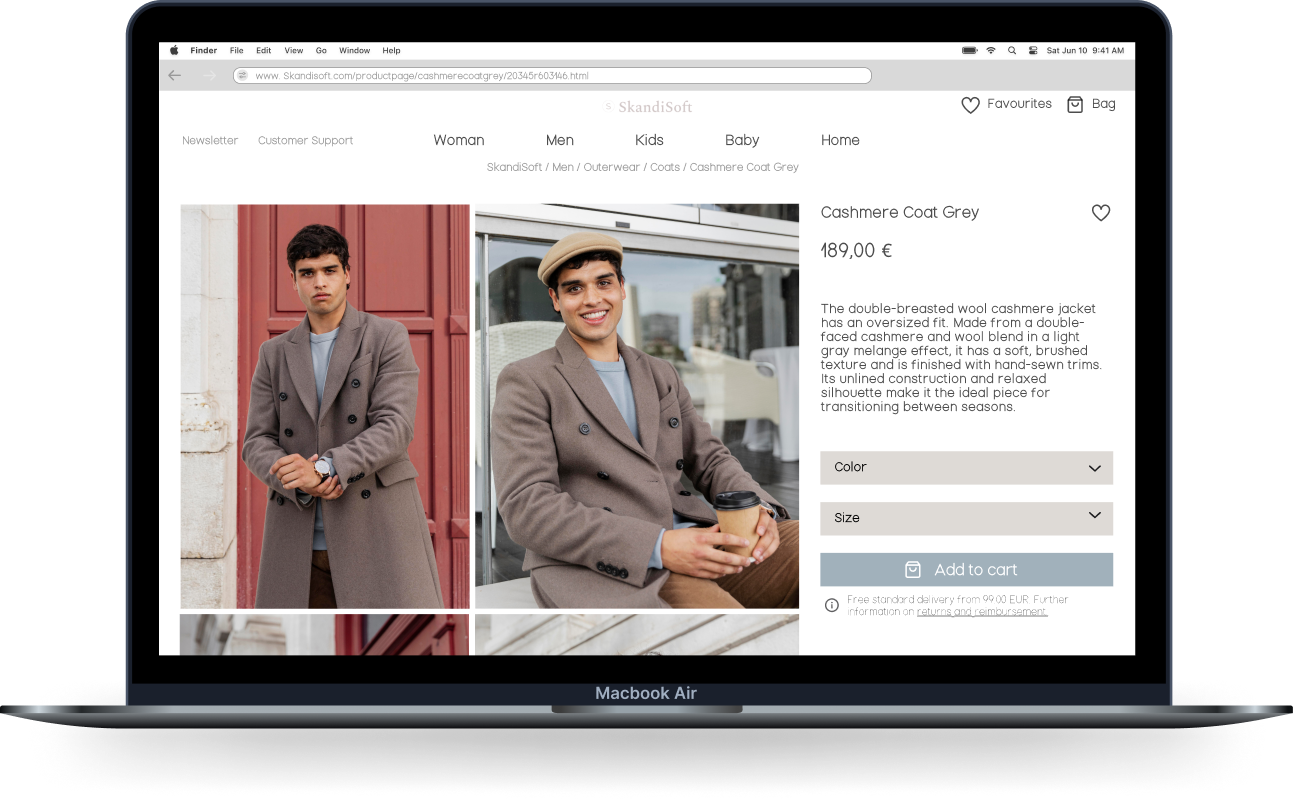 Finder File Edit View Go Window Help
Sat Jun 10 9:41 AM
www. Skandisoft.com/productpage/cashmerecoatgrey/20345r603146.html
S SkandiSoft
Favourites Bag
Newsletter Customer Support Woman Men Kids Baby Home
SkandiSoft / Men / Outerwear / Coats / Cashmere Coat Grey
Cashmere Coat Grey
189,00 €
The double-breasted wool cashmere jacket
has an oversized fit. Made from a double-
faced cashmere and wool blend in a light
gray melange effect, it has a soft, brushed
texture and is finished with hand-sewn trims.
Its unlined construction and relaxed
silhouette make it the ideal piece for
transitioning between seasons.
Color
Size
Add to cart
Free standard delivery from 99.00 EUR. Further
information on returns and reimbursement.
Macbook Air